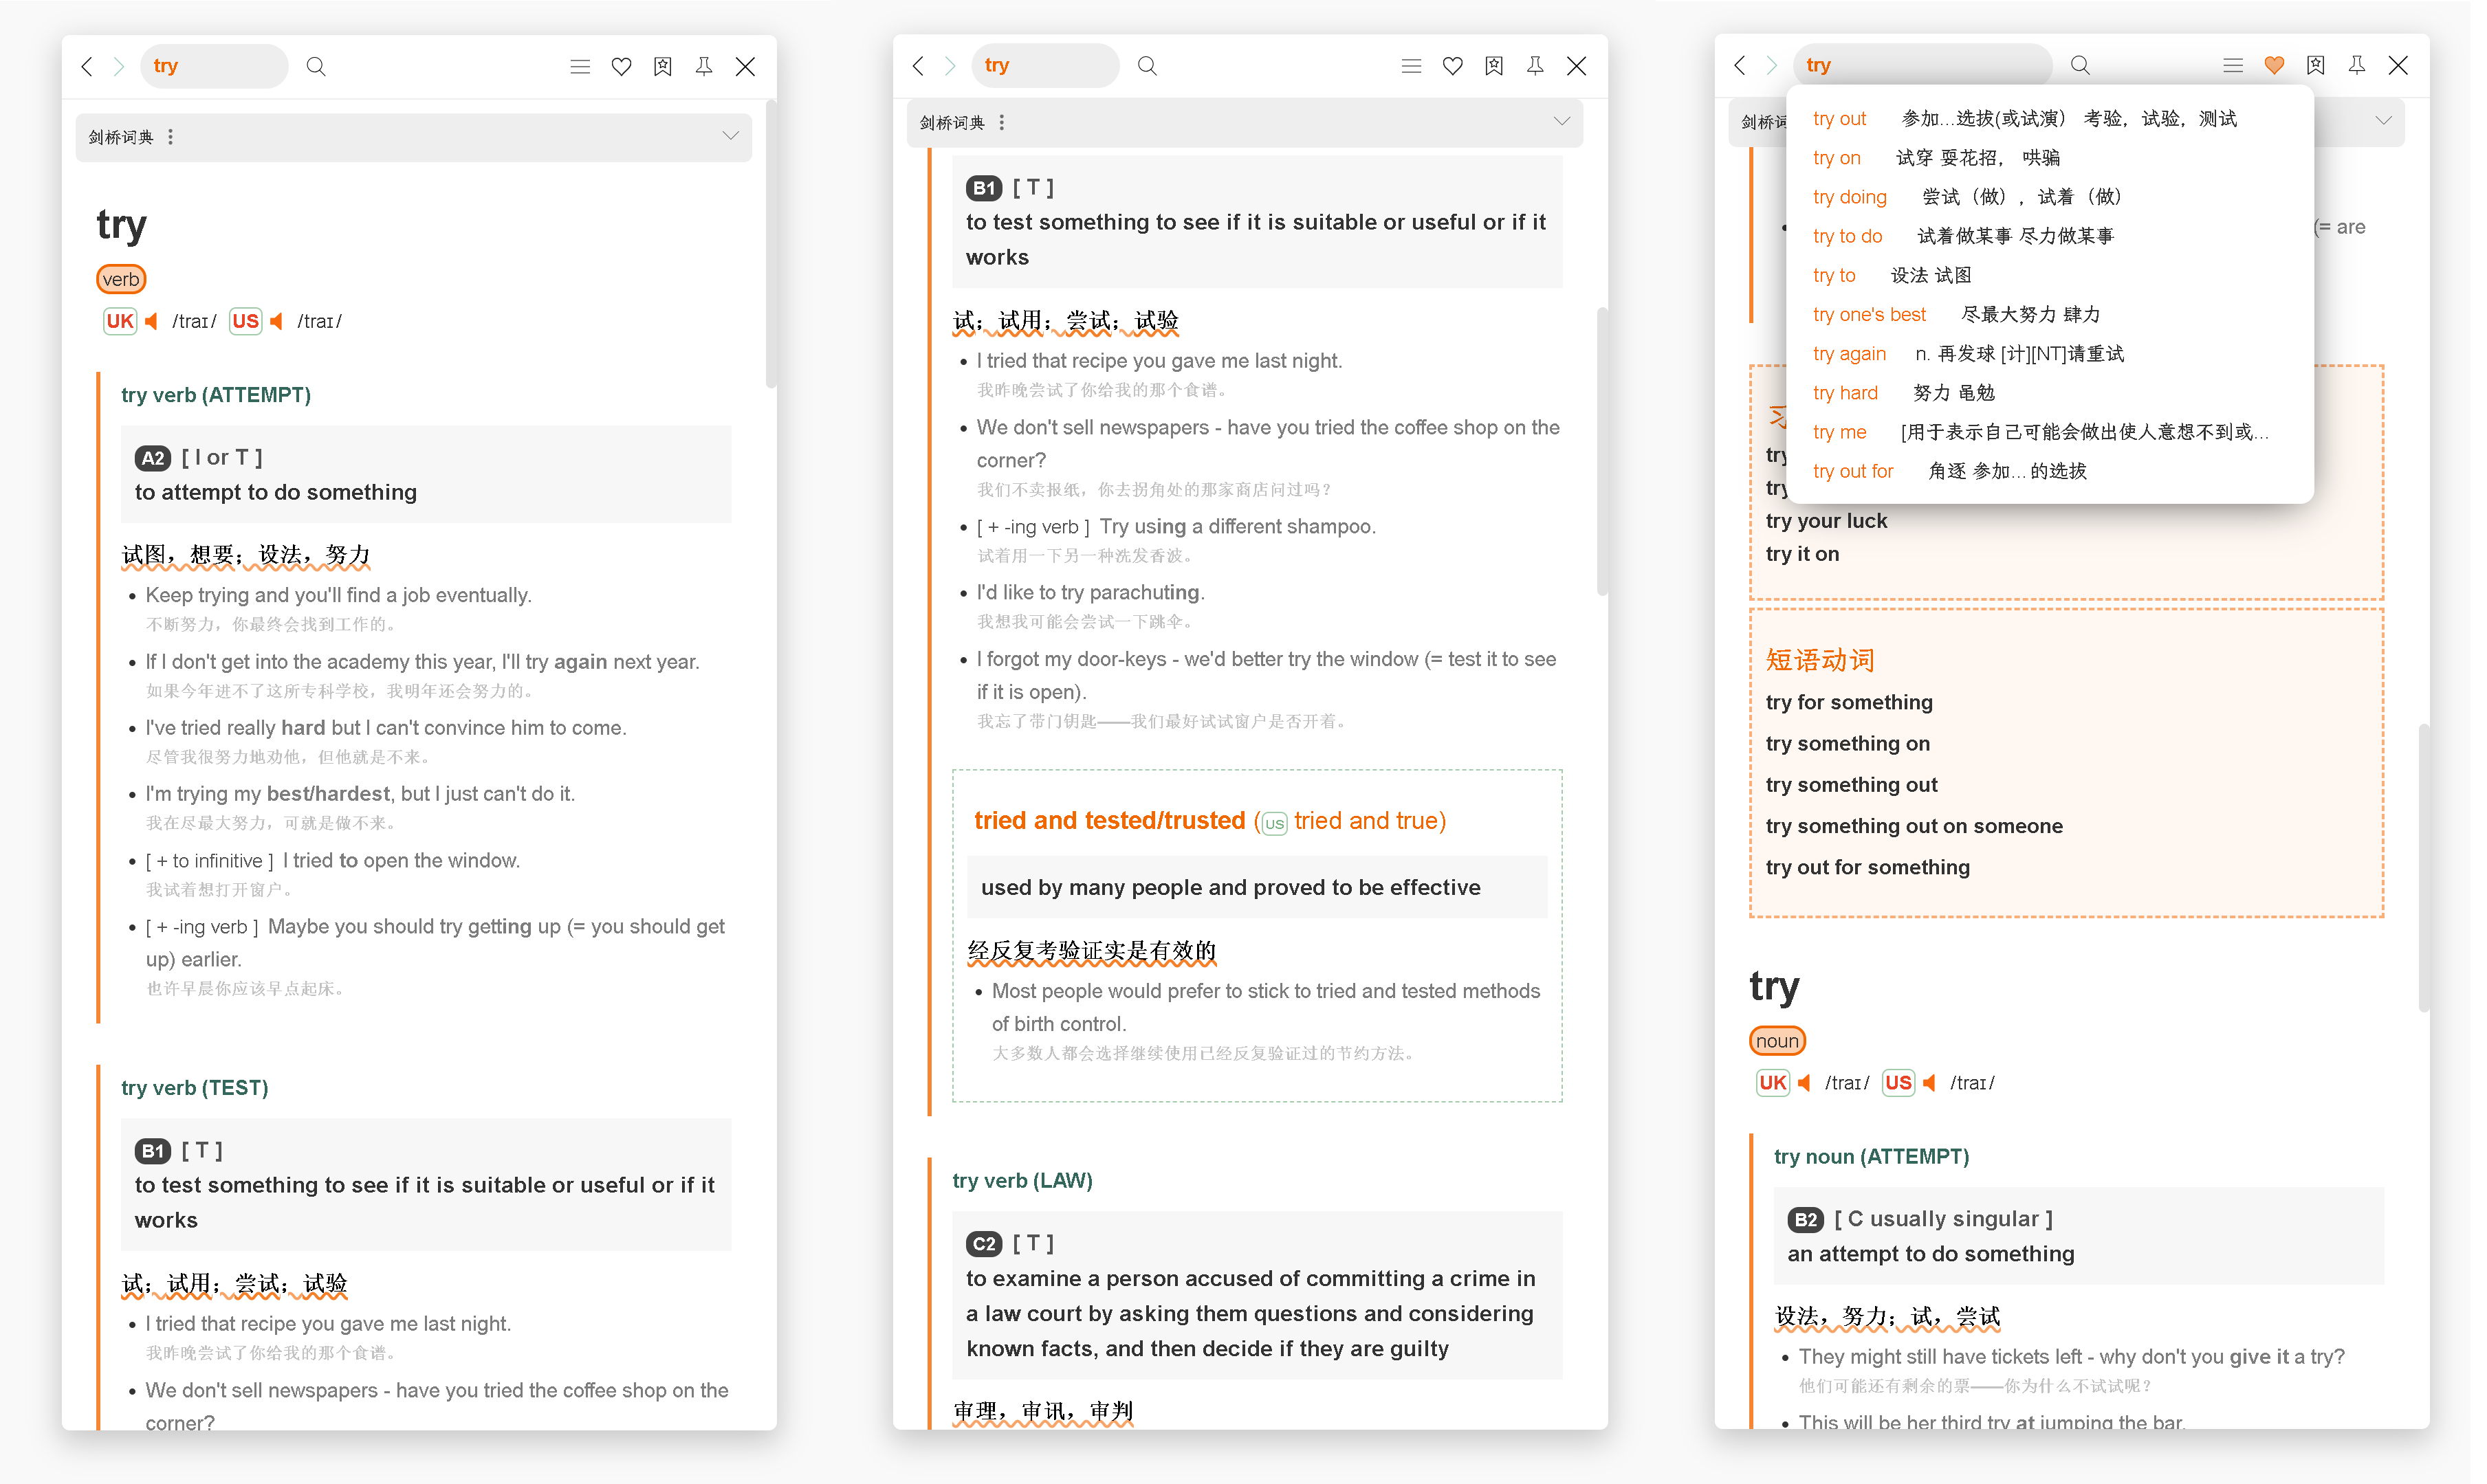 try
剑桥词典
try
verb
UK /traɪ/ US /traɪ/
try verb (ATTEMPT)
A2 [ I or T ]
to attempt to do something
试图，想要；设法，努力
Keep trying and you'll find a job eventually.
不断努力，你最终会找到工作的。
If I don't get into the academy this year, I'll try again next year.
如果今年进不了这所专科学校，我明年还会努力的。
I've tried really hard but I can't convince him to come.
尽管我很努力地劝他，但他就是不来。
I'm trying my best/hardest, but I just can't do it.
我在尽最大努力，可就是做不来。
[ + to infinitive ] I tried to open the window.
我试着想打开窗户。
[ + -ing verb ] Maybe you should try getting up (= you should get
up) earlier.
也许早晨你应该早点起床。
try verb (TEST)
B1 [ T ]
to test something to see if it is suitable or useful or if it
works
试；试用；尝试；试验
I tried that recipe you gave me last night.
我昨晚尝试了你给我的那个食谱。
We don't sell newspapers - have you tried the coffee shop on the
corner?
try
剑桥词典
B1 [ T ]
to test something to see if it is suitable or useful or if it
works
试；试用；尝试；试验
I tried that recipe you gave me last night.
我昨晚尝试了你给我的那个食谱。
We don't sell newspapers - have you tried the coffee shop on the
corner?
我们不卖报纸，你去拐角处的那家商店问过吗？
[ + -ing verb ] Try using a different shampoo.
试着用一下另一种洗发香波。
I'd like to try parachuting.
我想我可能会尝试一下跳伞。
I forgot my door-keys - we'd better try the window (= test it to see
if it is open).
我忘了带门钥匙——我们最好试试窗户是否开着。
tried and tested/trusted (US tried and true)
used by many people and proved to be effective
经反复考验证实是有效的
Most people would prefer to stick to tried and tested methods
of birth control.
大多数人都会选择继续使用已经反复验证过的节约方法。
try verb (LAW)
C2 [ T ]
to examine a person accused of committing a crime in
a law court by asking them questions and considering
known facts, and then decide if they are guilty
审理，审讯，审判
try
剑桥词
try out 参加...选拔(或试演） 考验，试验，测试
try on 试穿 耍花招， 哄骗
try doing 尝试（做），试着（做）
(= are
try to do 试着做某事 尽力做某事
try to 设法 试图
try one's best 尽最大努力 肆力
try again n. 再发球 [计][NT]请重试
try hard 努力 黾勉
习
try me [用于表示自己可能会做出使人意想不到或...
try
try out for 角逐 参加...的选拔
try
try your luck
try it on
短语动词
try for something
try something on
try something out
try something out on someone
try out for something
try
noun
UK /traɪ/ US /traɪ/
try noun (ATTEMPT)
B2 [ C usually singular ]
an attempt to do something
设法，努力；试，尝试
They might still have tickets left - why don't you give it a try?
他们可能还有剩余的票——你为什么不试试呢？
This will be her third try at jumping the bar.